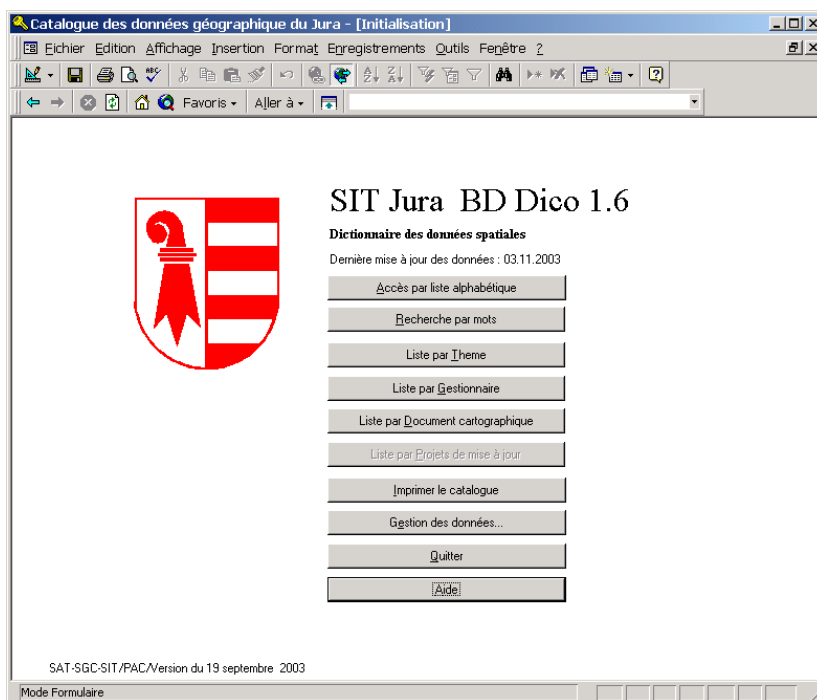 Catalogue des données géographique du Jura - [Initialisation]
Fichier Edition Affichage Insertion Format Enregistrements Outils Fenêtre ?
Favoris Aller à
SIT Jura BD Dico 1.6
Dictionnaire des données spatiales
Dernière mise à jour des données : 03.11.2003
Accès par liste alphabétique
Recherche par mots
Liste par Theme
Liste par Gestionnaire
Liste par Document cartographique
Liste par Projets de mise à jour
Imprimer le catalogue
Gestion des données...
Quitter
Aide
SAT-SGC-SIT/PAC/Version du 19 septembre 2003
Mode Formulaire